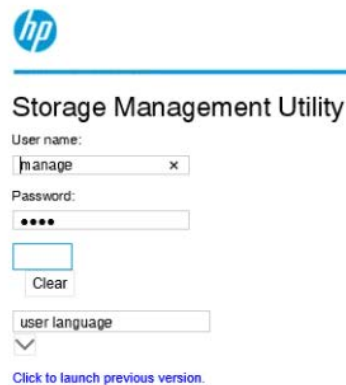 hp
Storage Management Utility
User name:
manage ×
Password:
••••
Clear
user language
Click to launch previous version.